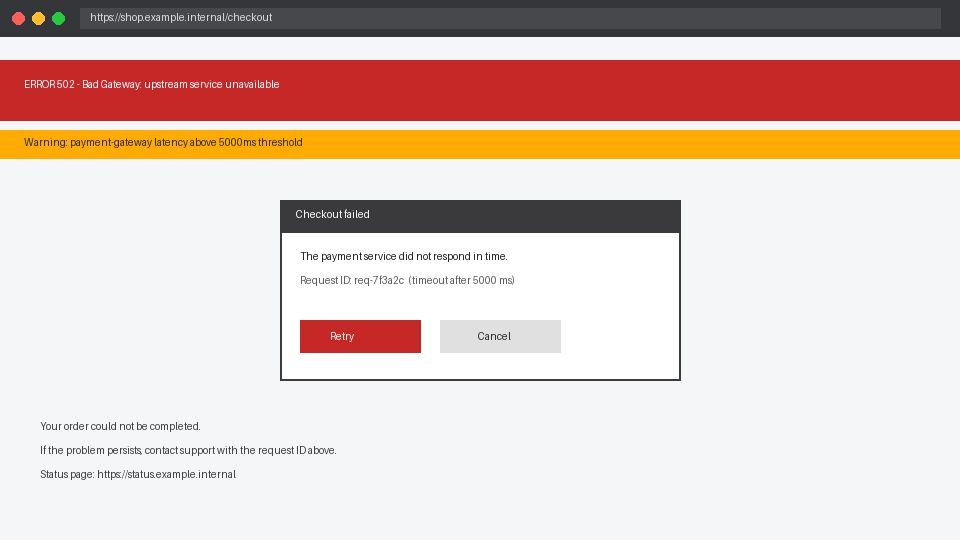 https://shop.example.internal/checkout
ERROR 502 - Bad Gateway: upstream service unavailable
Warning: payment-gateway latency above 5000ms threshold
Checkout failed
The payment service did not respond in time.
Request ID: req-7f3a2c (timeout after 5000 ms)
Retry
Cancel
Your order could not be completed.
If the problem persists, contact support with the request ID above.
Status page: https://status.example.internal